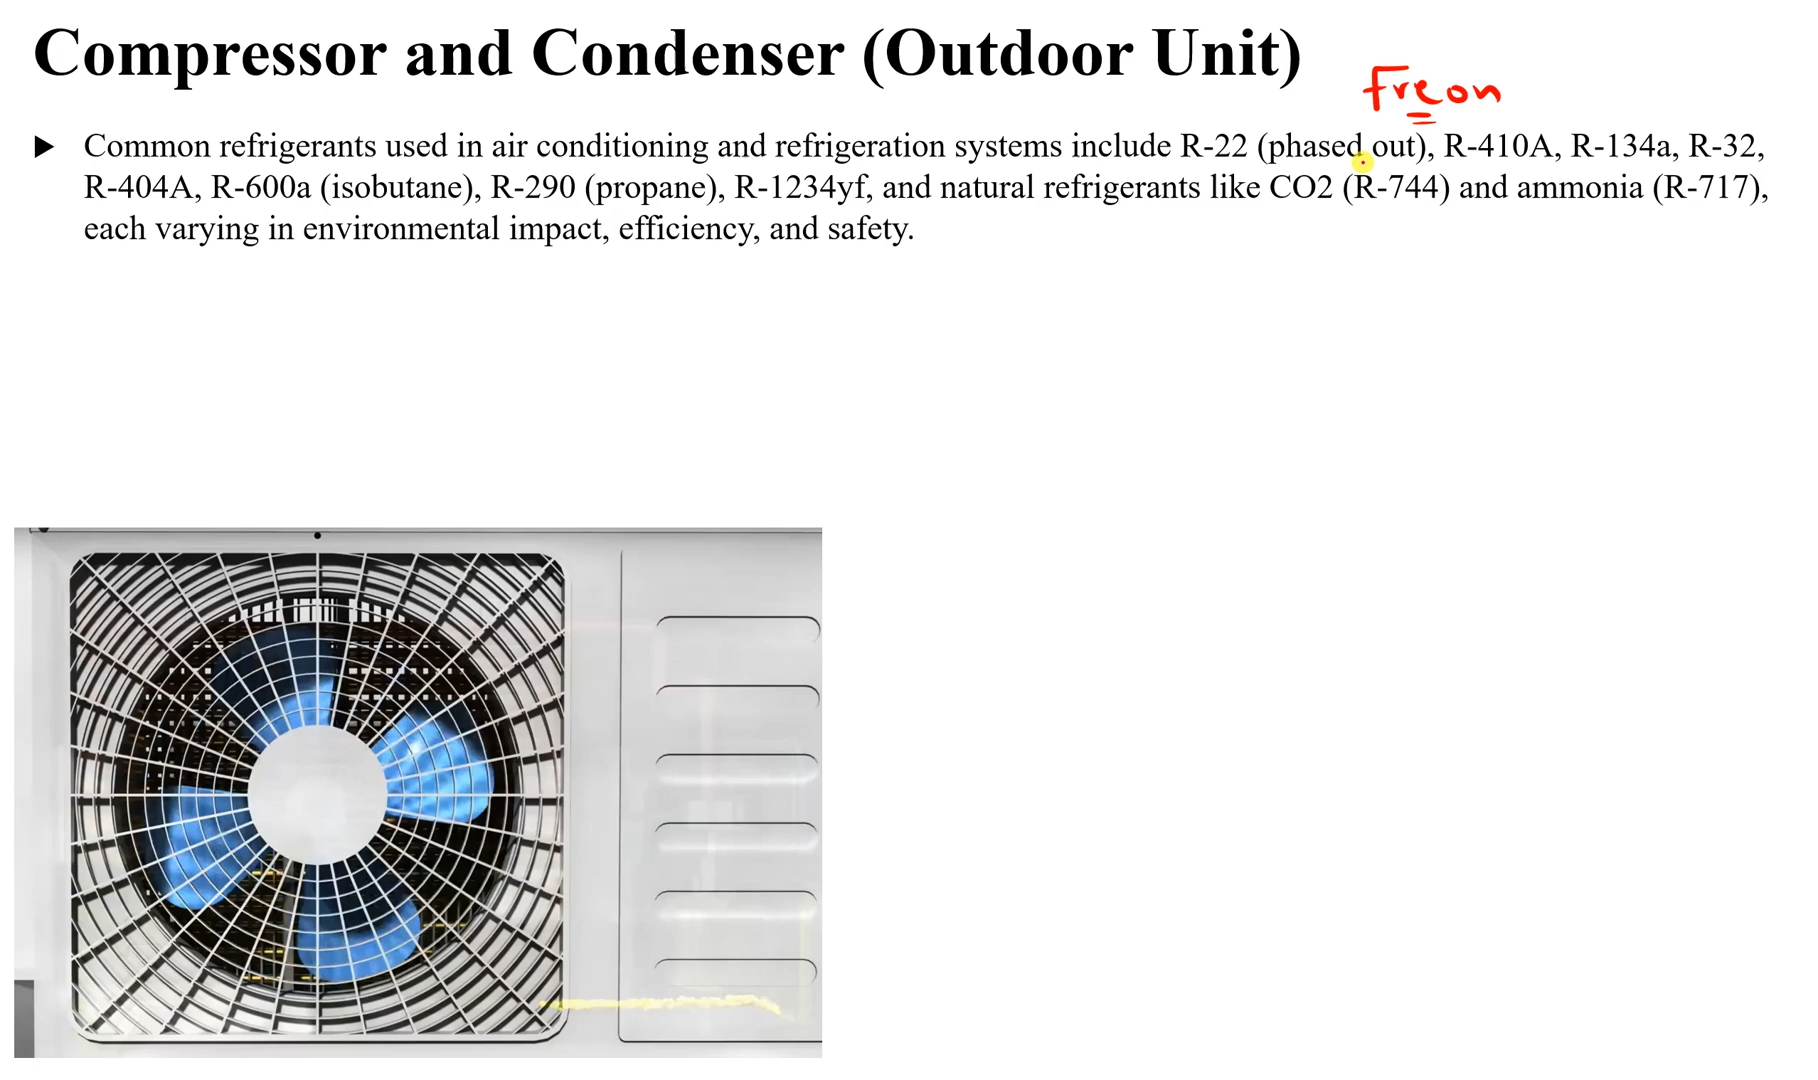 Compressor and Condenser (Outdoor Unit)
Freon
Common refrigerants used in air conditioning and refrigeration systems include R-22 (phased out), R-410A, R-134a, R-32,
R-404A, R-600a (isobutane), R-290 (propane), R-1234yf, and natural refrigerants like CO2 (R-744) and ammonia (R-717),
each varying in environmental impact, efficiency, and safety.